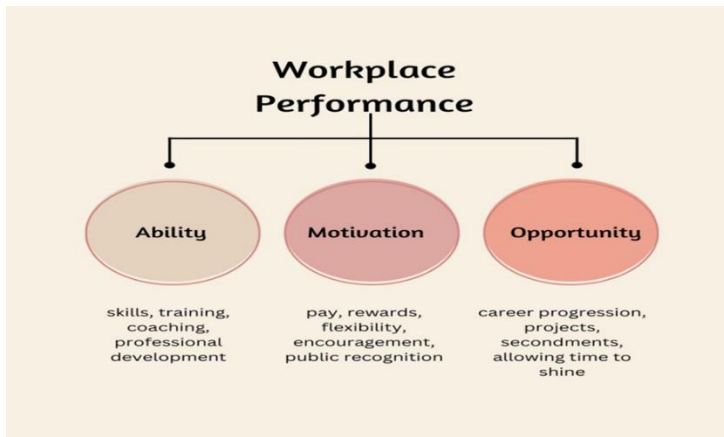 Workplace
Performance
Ability
Motivation
Opportunity
skills, training,
coaching,
professional
development
pay, rewards,
flexibility,
encouragement,
public recognition
career progression,
projects,
secondments,
allowing time to
shine